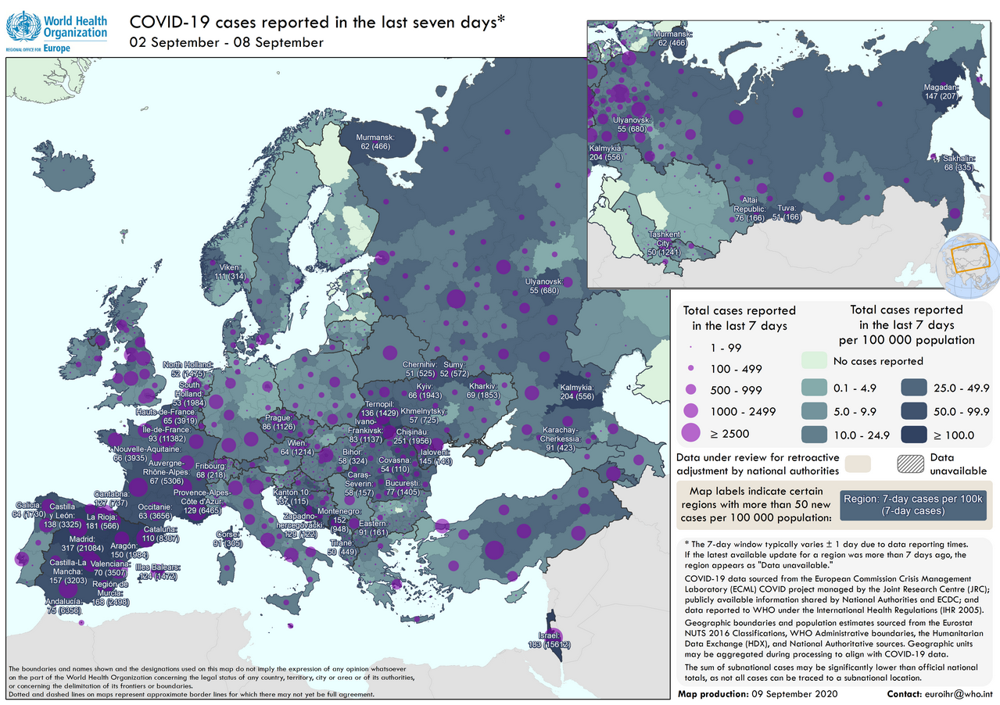 World Health
Organization
REGIONAL OFFICE FOR Europe
COVID-19 cases reported in the last seven days*
02 September - 08 September
Murmansk:
62 (466)
Magadan:
147 (207)
Ulyanovsk:
55 (680)
Kalmykia:
204 (556)
Sakhalin:
68 (335)
Altai
Republic:
76 (166)
Tuva:
51 (166)
Tashkent
City:
50 (1241)
Murmansk:
62 (466)
Viken:
111 (314)
Ulyanovsk:
55 (680)
North Holland:
52 (1475)
South
Holland:
53 (1984)
Hauts-de-France:
65 (3919)
Île-de-France:
93 (11382)
Nouvelle-Aquitaine:
66 (3935)
Auvergne-
Rhône-Alpes:
67 (5306)
Fribourg:
68 (218)
Provence-Alpes-
Côte d'Azur:
129 (6465)
Occitanie:
63 (3656)
Prague:
86 (1126)
Wien:
64 (1214)
Chernihiv:
51 (525)
Sumy:
52 (572)
Kyiv:
66 (1943)
Kharkiv:
69 (1853)
Ternopil:
136 (1429)
Khmelnytsky:
57 (725)
Ivano-
Frankivsk:
83 (1137)
Chişinău:
251 (1956)
Ialoveni:
145 (143)
Bihor:
58 (324)
Covasna:
54 (110)
Caraş-
Severin:
58 (157)
Bucureşti:
77 (1405)
Kalmykia:
204 (556)
Karachay-
Cherkessia:
91 (423)
Kanton 10:
137 (115)
Zapadno-
hercegovački:
129 (122)
Montenegro:
152
(948)
Eastern:
91 (161)
Tiranë:
50 (449)
Corse:
91 (305)
Cantabria:
127 (737)
Galicia:
64 (1730)
Castilla
y León:
138 (3325)
La Rioja:
181 (566)
Cataluña:
110 (8307)
Madrid:
317 (21084)
Aragón:
150 (1984)
Castilla-La
Mancha:
157 (3203)
Valenciana:
70 (3507)
Illes Balears:
124 (1472)
Región de
Murcia:
168 (2498)
Andalucía:
75 (6356)
Israel:
183 (15612)
Total cases reported
in the last 7 days
1 - 99
100 - 499
500 - 999
1000 - 2499
≥ 2500
Total cases reported
in the last 7 days
per 100 000 population
No cases reported
0.1 - 4.9
5.0 - 9.9
10.0 - 24.9
25.0 - 49.9
50.0 - 99.9
≥ 100.0
Data under review for retroactive
adjustment by national authorities
Data
unavailable
Map labels indicate certain
regions with more than 50 new
cases per 100 000 population:
Region: 7-day cases per 100k
(7-day cases)
* The 7-day window typically varies ± 1 day due to data reporting times.
If the latest available update for a region was more than 7 days ago, the
region appears as "Data unavailable."
COVID-19 data sourced from the European Commission Crisis Management
Laboratory (ECML) COVID project managed by the Joint Research Centre (JRC);
publicly available information shared by National Authorities and ECDC; and
data reported to WHO under the International Health Regulations (IHR 2005).
Geographic boundaries and population estimates sourced from the Eurostat
NUTS 2016 Classifications, WHO Administrative boundaries, the Humanitarian
Data Exchange (HDX), and National Authoritative sources. Geographic units
may be aggregated during processing to align with COVID-19 data.
The sum of subnational cases may be significantly lower than official national
totals, as not all cases can be traced to a subnational location.
Map production: 09 September 2020
Contact: euroihr@who.int
The boundaries and names shown and the designations used on this map do not imply the expression of any opinion whatsoever
on the part of the World Health Organization concerning the legal status of any country, territory, city or area or of its authorities,
or concerning the delimitation of its frontiers or boundaries.
Dotted and dashed lines on maps represent approximate border lines for which there may not yet be full agreement.